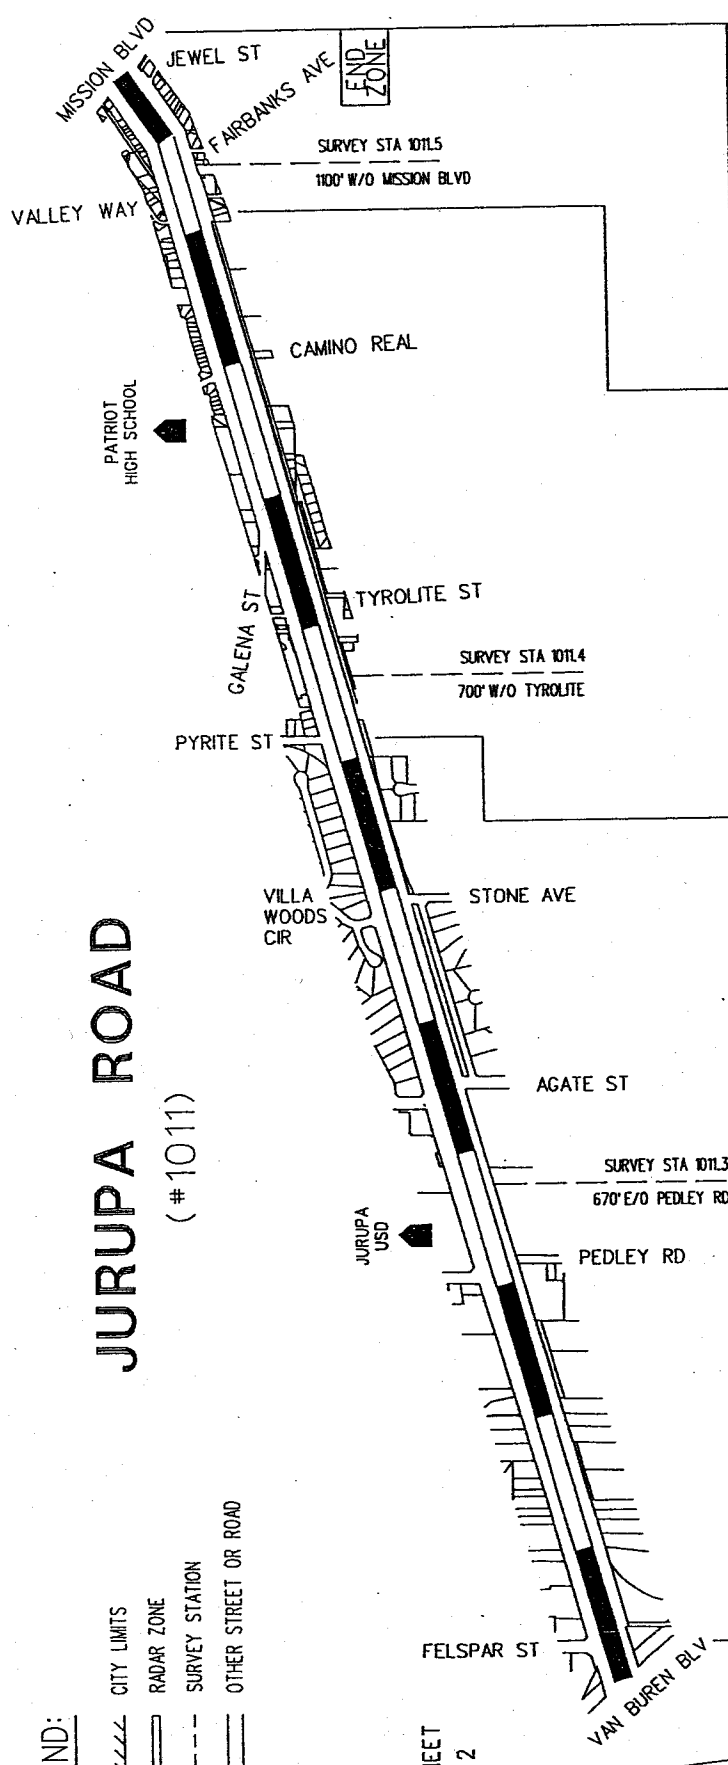 MISSION BLVD
JEWEL ST
FAIRBANKS AVE
END
ZONE
SURVEY STA 1011.5
1100' W/O MISSION BLVD
VALLEY WAY
CAMINO REAL
PATRIOT
HIGH SCHOOL
GALENA ST
TYROLITE ST
SURVEY STA 1011.4
700' W/O TYROLITE
PYRITE ST
VILLA
WOODS
CIR
STONE AVE
JURUPA ROAD
(#1011)
AGATE ST
SURVEY STA 1011.3
670' E/O PEDLEY RD
JURUPA
USD
PEDLEY RD
FELSPAR ST
VAN BUREN BLV
ND:
CITY LIMITS
RADAR ZONE
SURVEY STATION
OTHER STREET OR ROAD
EET
2